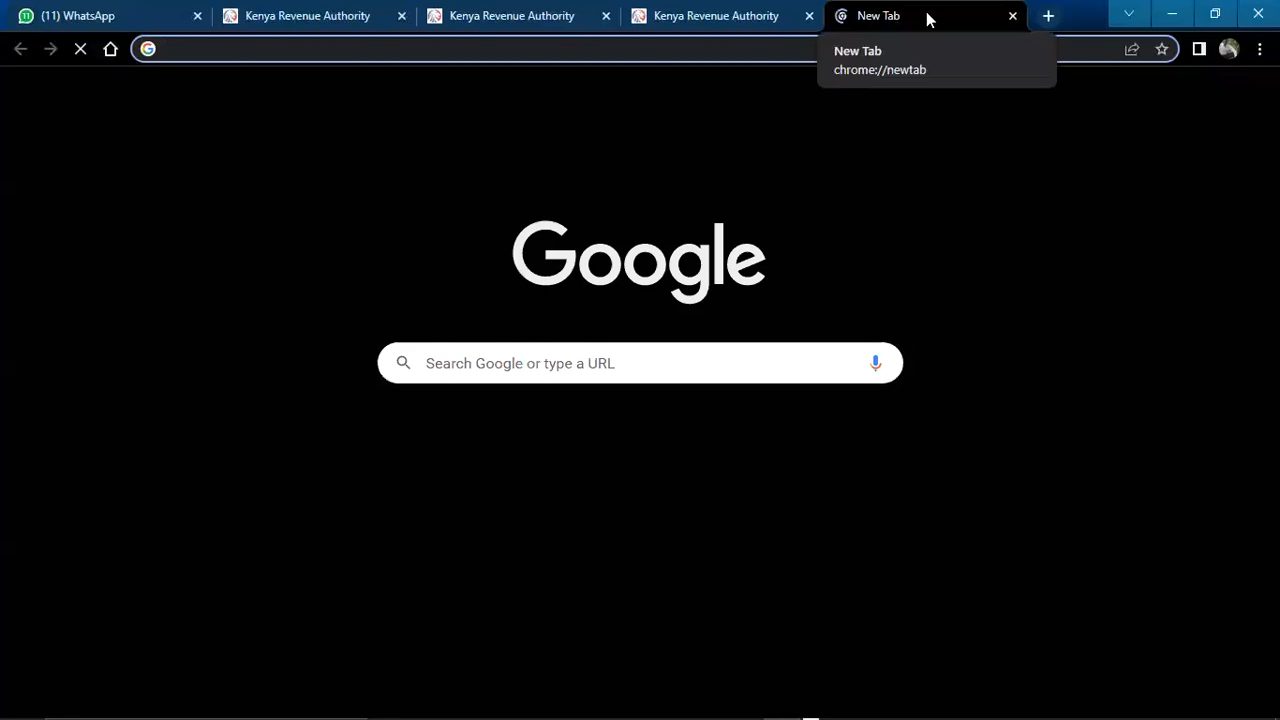 (11) WhatsApp
Kenya Revenue Authority
Kenya Revenue Authority
Kenya Revenue Authority
New Tab
New Tab
chrome://newtab
Google
Search Google or type a URL